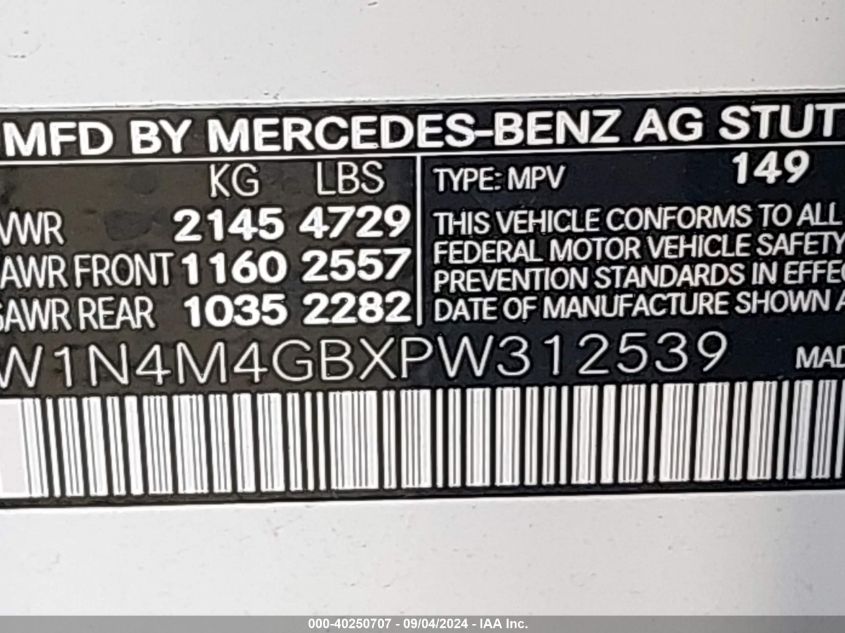 MFD BY MERCEDES-BENZ AG STUT
KG LBS
VWR 2145 4729
AWR FRONT 1160 2557
AWR REAR 1035 2282
TYPE: MPV 149
THIS VEHICLE CONFORMS TO ALL
FEDERAL MOTOR VEHICLE SAFETY
PREVENTION STANDARDS IN EFFEC
DATE OF MANUFACTURE SHOWN A
W1N4M4GBXPW312539 MAD
000-40250707 - 09/04/2024 - IAA Inc.